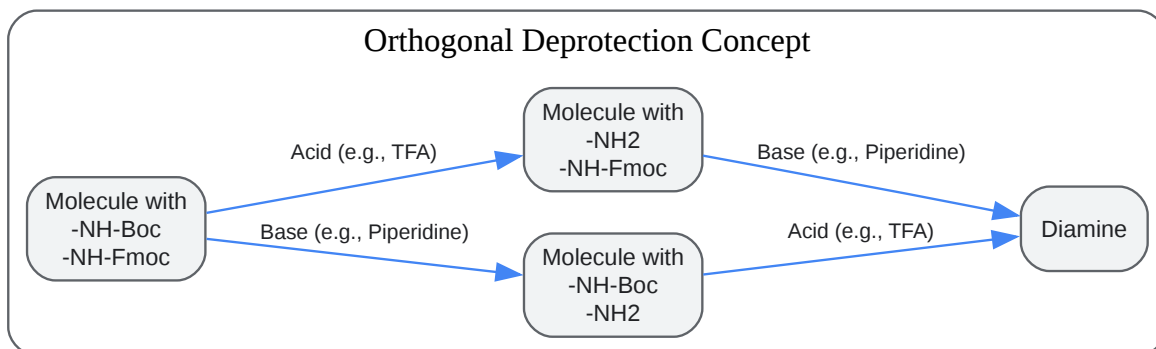 Orthogonal Deprotection Concept
Molecule with
-NH-Boc
-NH-Fmoc
Acid (e.g., TFA)
Base (e.g., Piperidine)
Molecule with
-NH2
-NH-Fmoc
Molecule with
-NH-Boc
-NH2
Base (e.g., Piperidine)
Acid (e.g., TFA)
Diamine